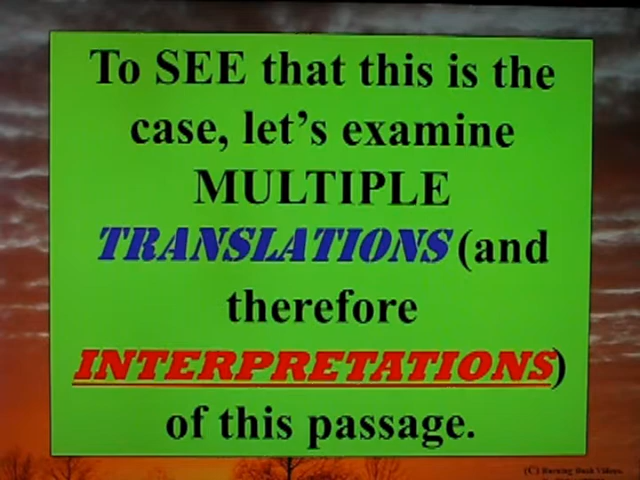 To SEE that this is the
case, let's examine
MULTIPLE
TRANSLATIONS (and
therefore
INTERPRETATIONS)
of this passage.
(C) Burning Bush Videos.